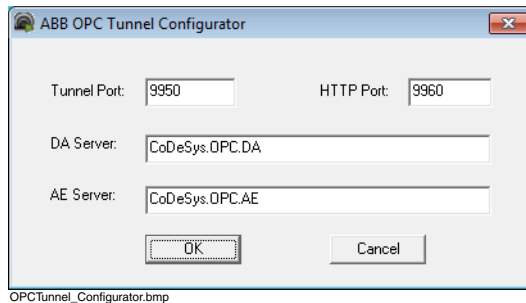 ABB OPC Tunnel Configurator
Tunnel Port: 9950 HTTP Port: 9960
DA Server: CoDeSys.OPC.DA
AE Server: CoDeSys.OPC.AE
OK Cancel
OPCTunnel_Configurator.bmp